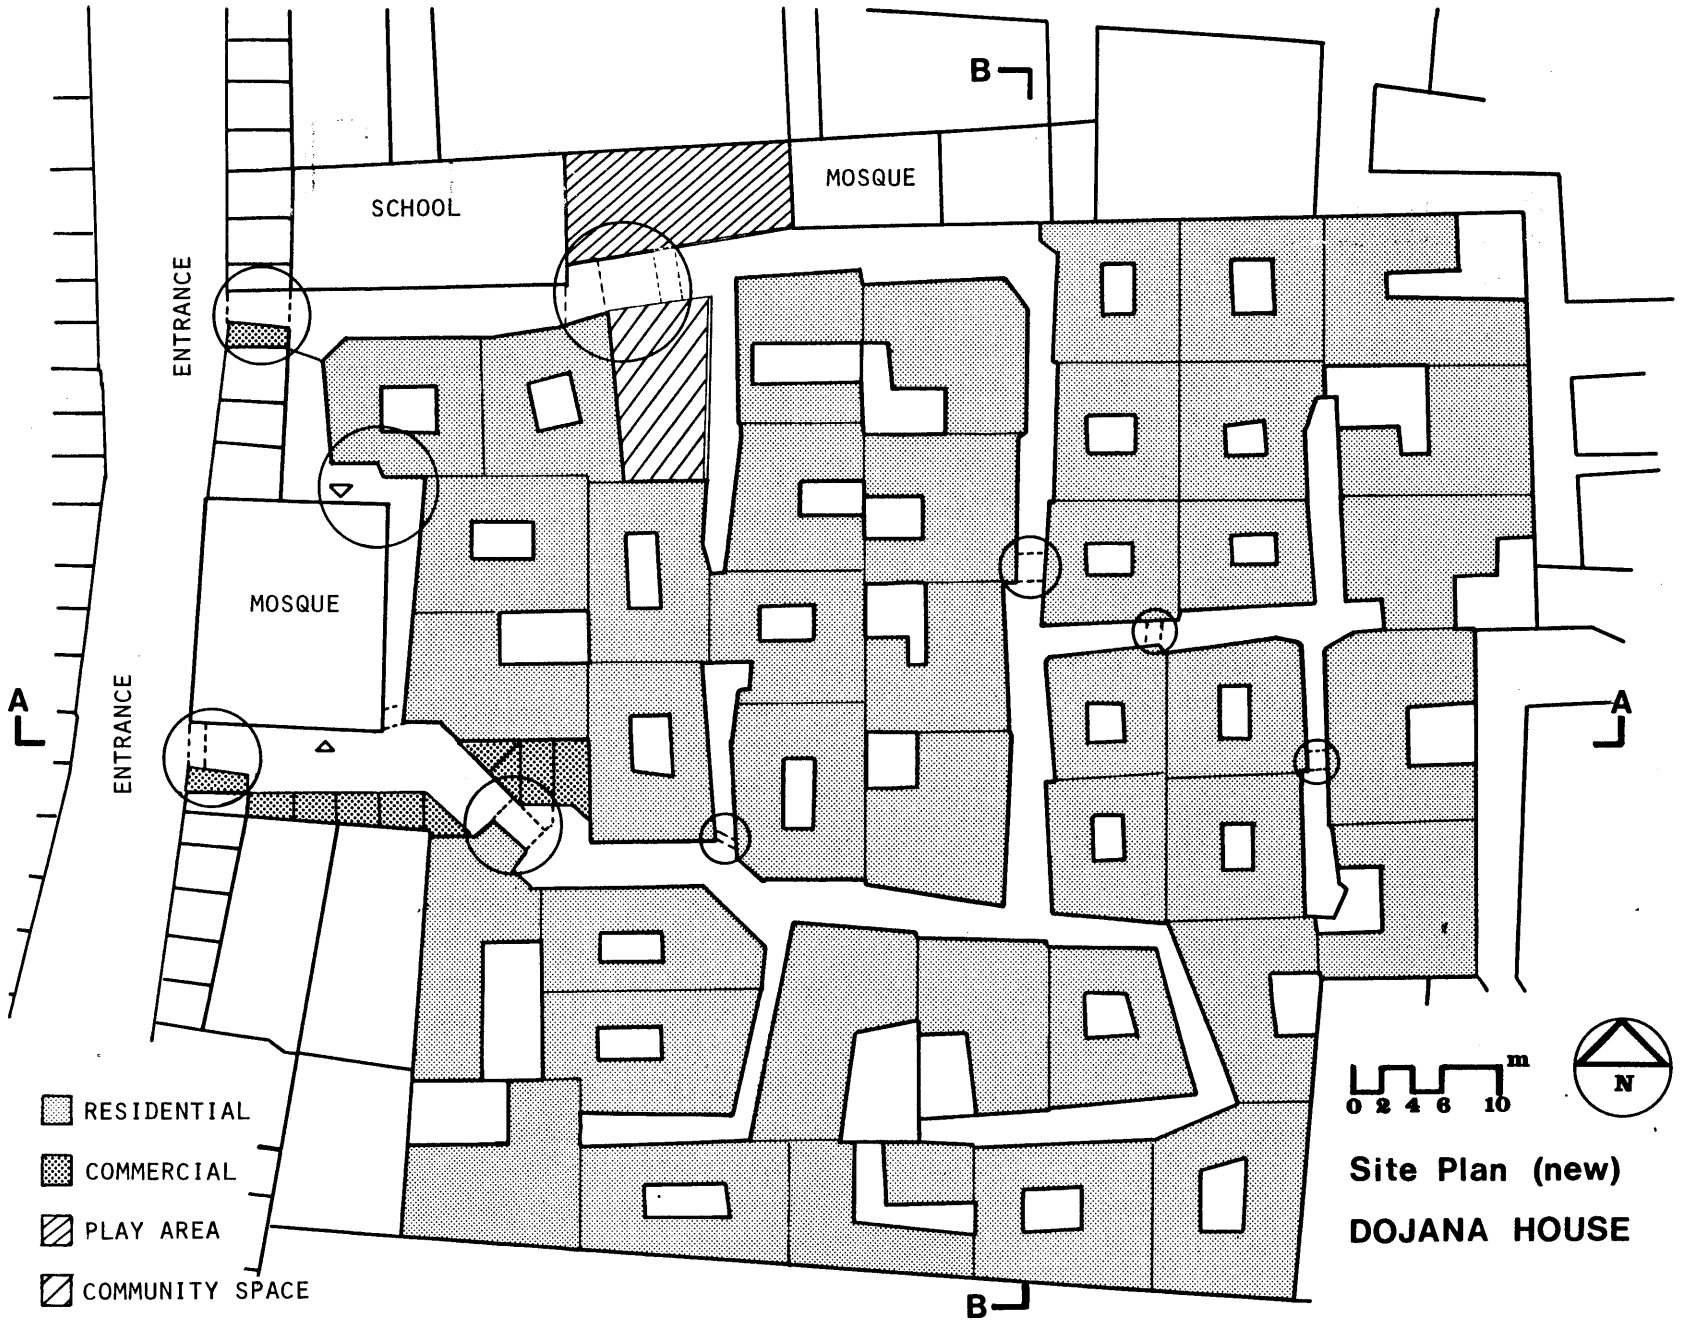 B
MOSQUE
SCHOOL
ENTRANCE
MOSQUE
ENTRANCE
A
A
m
0 2 4 6 10
N
RESIDENTIAL
COMMERCIAL
PLAY AREA
COMMUNITY SPACE
Site Plan (new)
DOJANA HOUSE
B